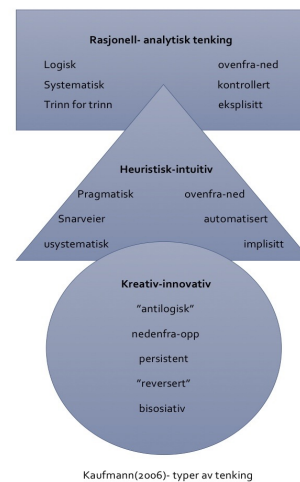 Rasjonell- analytisk tenking
Logisk ovenfra-ned
Systematisk kontrollert
Trinn for trinn eksplisitt
Heuristisk-intuitiv
Pragmatisk ovenfra-ned
Snarveier automatisert
usystematisk implisitt
Kreativ-innovativ
"antilogisk"
nedenfra-opp
persistent
"reversert"
bisosiativ
Kaufmann(2006)- typer av tenking